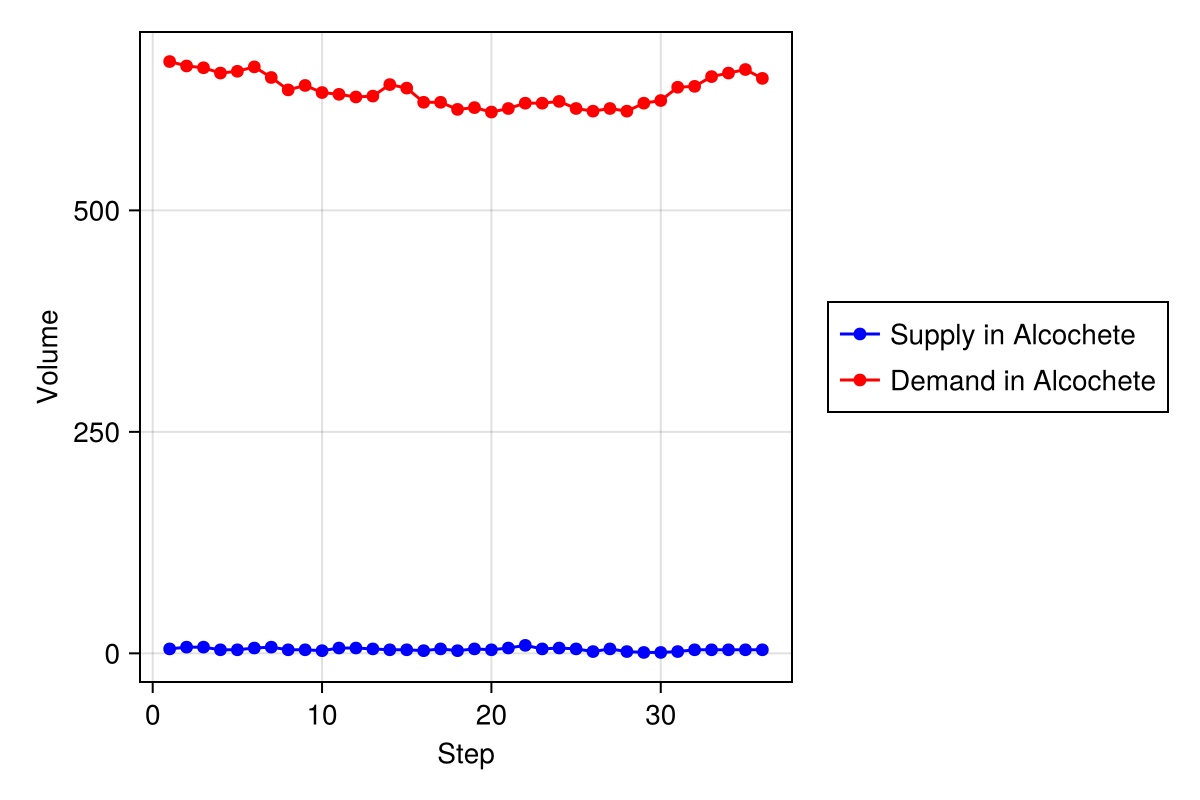 500
250
0
Volume
0 10 20 30
Step
Supply in Alcochete
Demand in Alcochete